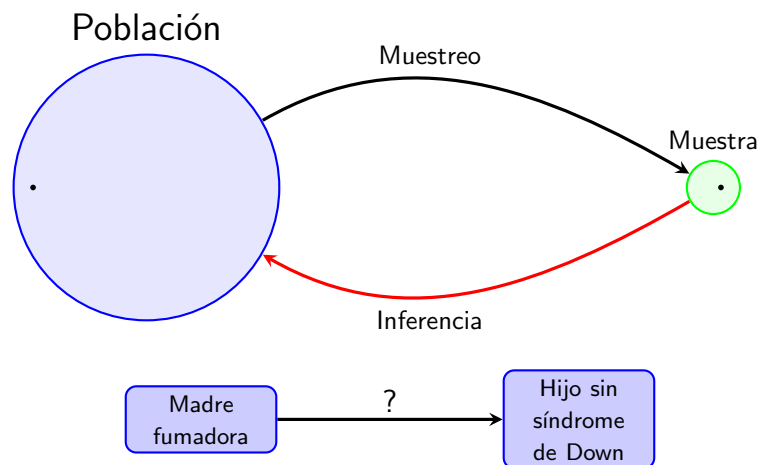 Población
Muestreo
Muestra
Inferencia
Madre
fumadora
?
Hijo sin
síndrome
de Down